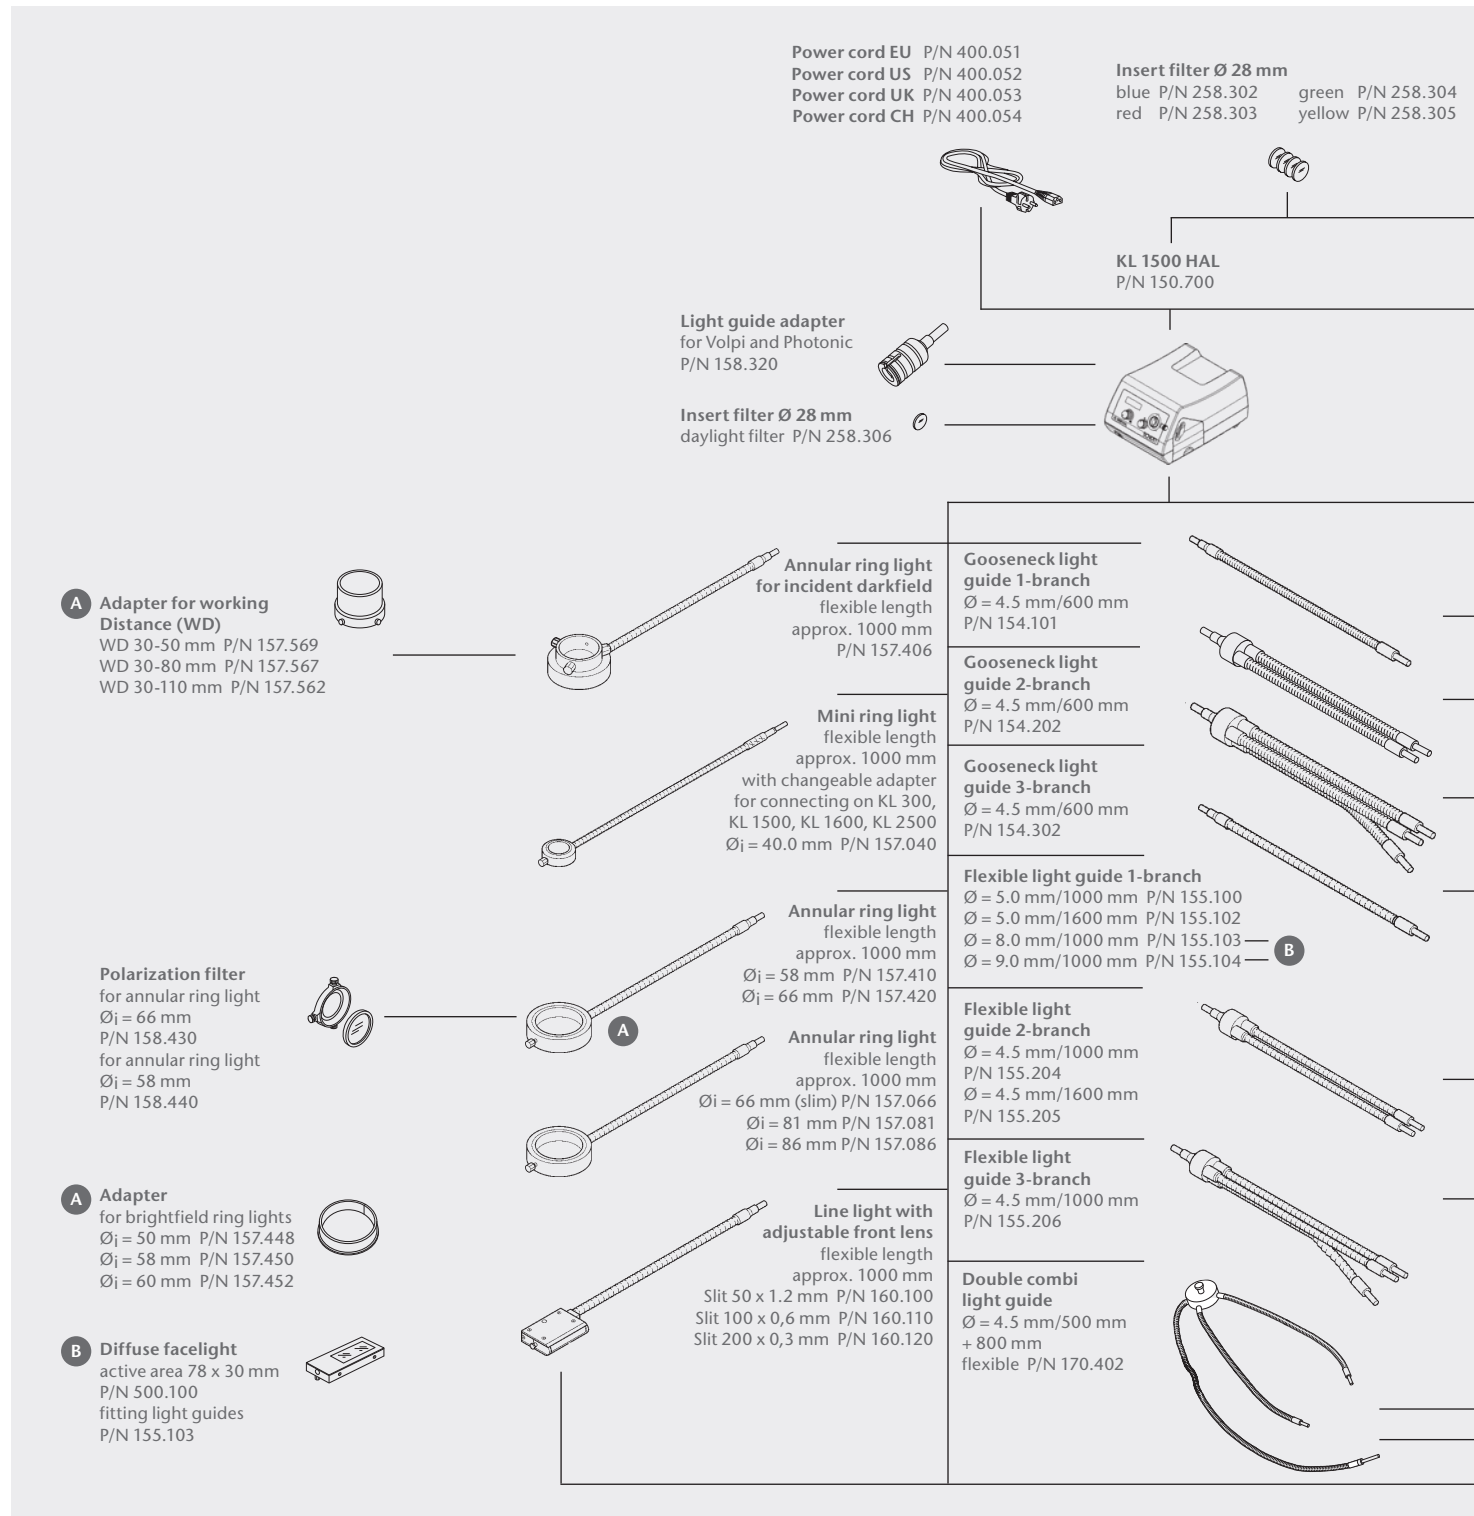 Power cord EU P/N 400.051
Power cord US P/N 400.052
Power cord UK P/N 400.053
Power cord CH P/N 400.054
Insert filter Ø 28 mm
blue P/N 258.302 green P/N 258.304
red P/N 258.303 yellow P/N 258.305
KL 1500 HAL
P/N 150.700
Light guide adapter
for Volpi and Photonic
P/N 158.320
Insert filter Ø 28 mm
daylight filter P/N 258.306
A Adapter for working
Distance (WD)
WD 30-50 mm P/N 157.569
WD 30-80 mm P/N 157.567
WD 30-110 mm P/N 157.562
Polarization filter
for annular ring light
Øi = 66 mm
P/N 158.430
for annular ring light
Øi = 58 mm
P/N 158.440
A Adapter
for brightfield ring lights
Øi = 50 mm P/N 157.448
Øi = 58 mm P/N 157.450
Øi = 60 mm P/N 157.452
B Diffuse facelight
active area 78 x 30 mm
P/N 500.100
fitting light guides
P/N 155.103
Annular ring light
for incident darkfield
flexible length
approx. 1000 mm
P/N 157.406
Mini ring light
flexible length
approx. 1000 mm
with changeable adapter
for connecting on KL 300,
KL 1500, KL 1600, KL 2500
Øi = 40.0 mm P/N 157.040
Annular ring light
flexible length
approx. 1000 mm
Øi = 58 mm P/N 157.410
Øi = 66 mm P/N 157.420
A
Annular ring light
flexible length
approx. 1000 mm
Øi = 66 mm (slim) P/N 157.066
Øi = 81 mm P/N 157.081
Øi = 86 mm P/N 157.086
Line light with
adjustable front lens
flexible length
approx. 1000 mm
Slit 50 x 1.2 mm P/N 160.100
Slit 100 x 0,6 mm P/N 160.110
Slit 200 x 0,3 mm P/N 160.120
Gooseneck light
guide 1-branch
Ø = 4.5 mm/600 mm
P/N 154.101
Gooseneck light
guide 2-branch
Ø = 4.5 mm/600 mm
P/N 154.202
Gooseneck light
guide 3-branch
Ø = 4.5 mm/600 mm
P/N 154.302
Flexible light guide 1-branch
Ø = 5.0 mm/1000 mm P/N 155.100
Ø = 5.0 mm/1600 mm P/N 155.102
Ø = 8.0 mm/1000 mm P/N 155.103
Ø = 9.0 mm/1000 mm P/N 155.104
B
Flexible light
guide 2-branch
Ø = 4.5 mm/1000 mm
P/N 155.204
Ø = 4.5 mm/1600 mm
P/N 155.205
Flexible light
guide 3-branch
Ø = 4.5 mm/1000 mm
P/N 155.206
Double combi
light guide
Ø = 4.5 mm/500 mm
+ 800 mm
flexible P/N 170.402